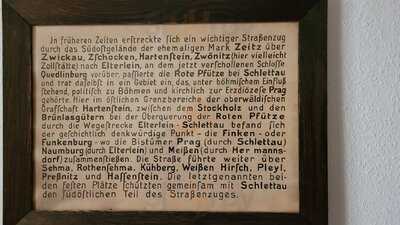 In früheren Zeiten erstreckte sich ein wichtiger Straßenzug
durch das Südostgelände der ehemaligen Mark Zeitz über
Zwickau, Zschocken, Hartenstein, Zwönitz (hier vielleicht
Zollstätte) nach Elterlein, an dem jetzt verschollenen Schlosse
Quedlinburg vorüber, passierte die Rote Pfütze bei Schlettau
und trat daselbst in ein Gebiet ein, das, unter böhmischem Einfluß
stehend, politisch zu Böhmen und kirchlich zur Erzdiözese Prag
gehörte. Hier im östlichen Grenzbereiche der oberwaldischen
Grafschaft Hartenstein, zwischen dem Stockholz und den
Brünlasgütern bei der Überquerung der Roten Pfütze
durch die Wegestrecke Elterlein - Schlettau befand sich
der geschichtlich denkwürdige Punkt - die Finken- oder
Funkenburg - wo die Bistümer Prag (durch Schlettau)
Naumburg (durch Elterlein) und Meißen (durch Hermanns=
dorf) zusammenstießen. Die Straße führte weiter über
Sehma, Rothensehma, Kühberg, Weißen Hirsch, Pleyl,
Preßnitz und Hassenstein. Die letztgenannten bei=
den festen Plätze schützten gemeinsam mit Schlettau
den südöstlichen Teil des Straßenzuges.